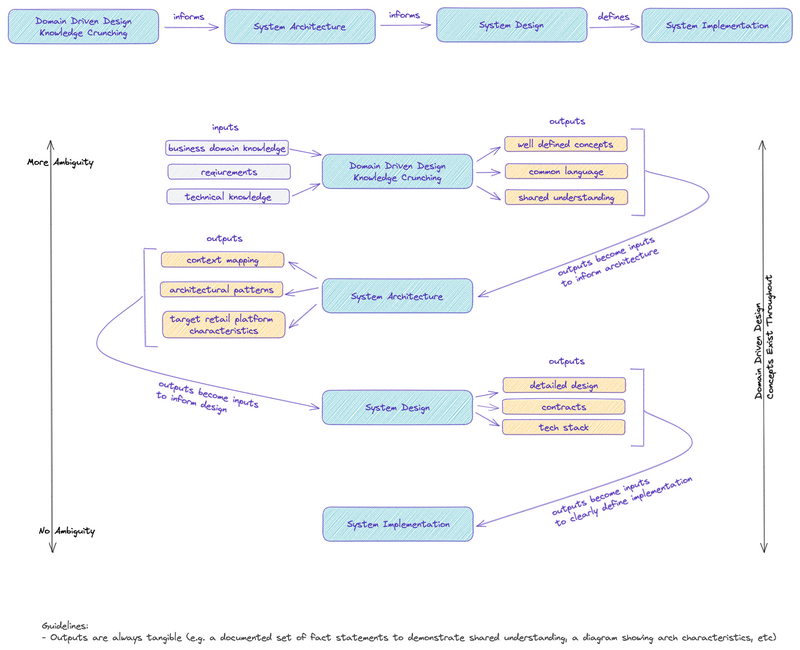 informs
informs
defines
Domain Driven Design
Knowledge Crunching
System Architecture
System Design
System Implementation
inputs
outputs
More Ambiguity
business domain knowledge
reqiurements
technical knowledge
Domain Driven Design
Knowledge Crunching
well defined concepts
common language
shared understanding
outputs become inputs
to inform architecture
outputs
context mapping
architectural patterns
target retail platform
characteristics
System Architecture
outputs become inputs
to inform design
outputs
System Design
detailed design
contracts
tech stack
outputs become inputs
to clearly define implementation
System Implementation
No Ambiguity
Domain Driven Design
Concepts Exist Throughout
Guidelines:
- Outputs are always tangible (e.g. a documented set of fact statements to demonstrate shared understanding, a diagram showing arch characteristics, etc)